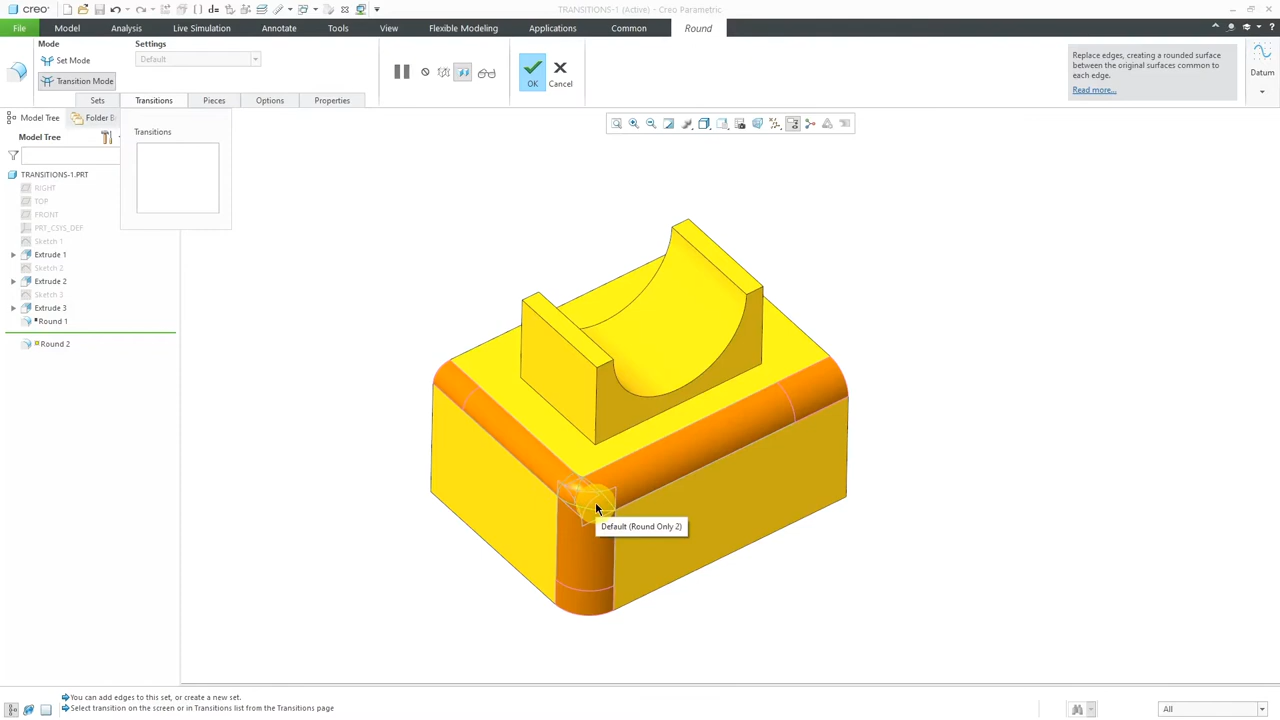 creo
TRANSITIONS-1 (Active) - Creo Parametric
File
Model
Analysis
Live Simulation
Annotate
Tools
View
Flexible Modeling
Applications
Common
Round
Mode
Set Mode
Transition Mode
Settings
Default
OK
Cancel
Replace edges, creating a rounded surface
between the original surfaces common to
each edge.
Read more...
Datum
Sets
Transitions
Pieces
Options
Properties
Model Tree
Folder B
Model Tree
Transitions
TRANSITIONS-1.PRT
RIGHT
TOP
FRONT
PRT_CSYS_DEF
Sketch 1
Extrude 1
Sketch 2
Extrude 2
Sketch 3
Extrude 3
Round 1
Round 2
Default (Round Only 2)
You can add edges to this set, or create a new set.
Select transition on the screen or in Transitions list from the Transitions page
All